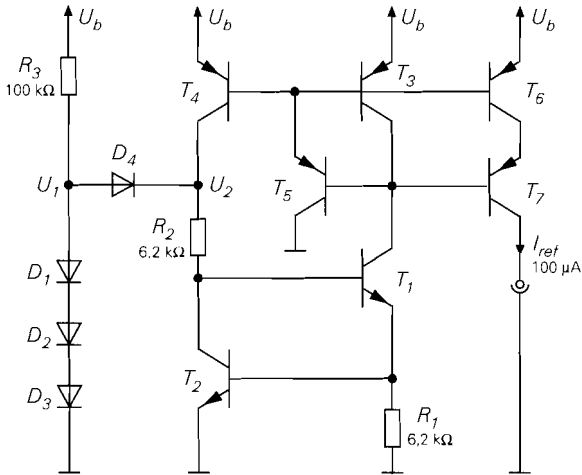 U_b U_b U_b U_b
R_3
100 kΩ
T_4
T_3
T_6
D_4
U_1
U_2
T_5
T_7
R_2
6,2 kΩ
I_ref
100 µA
D_1
T_1
D_2
T_2
D_3
R_1
6,2 kΩ